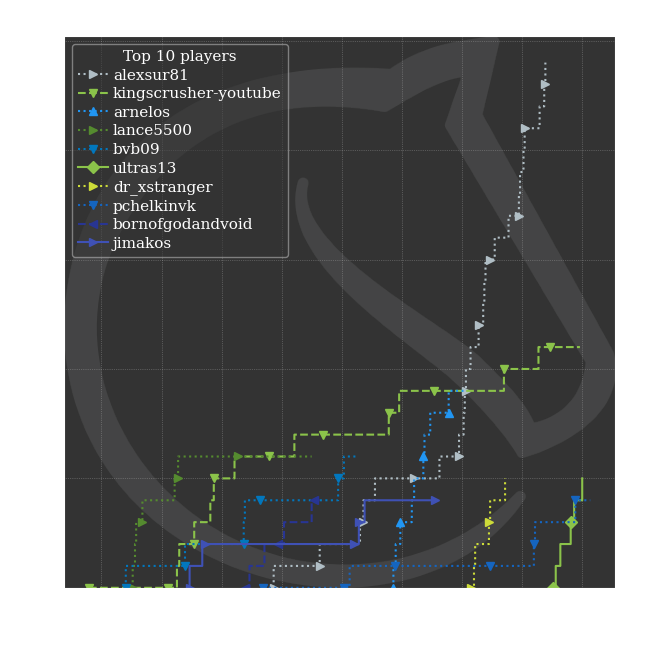 Top 10 players
alexsur81
kingscrusher-youtube
arnelos
lance5500
bvb09
ultras13
dr_xstranger
pchelkinvk
bornofgodandvoid
jimakos